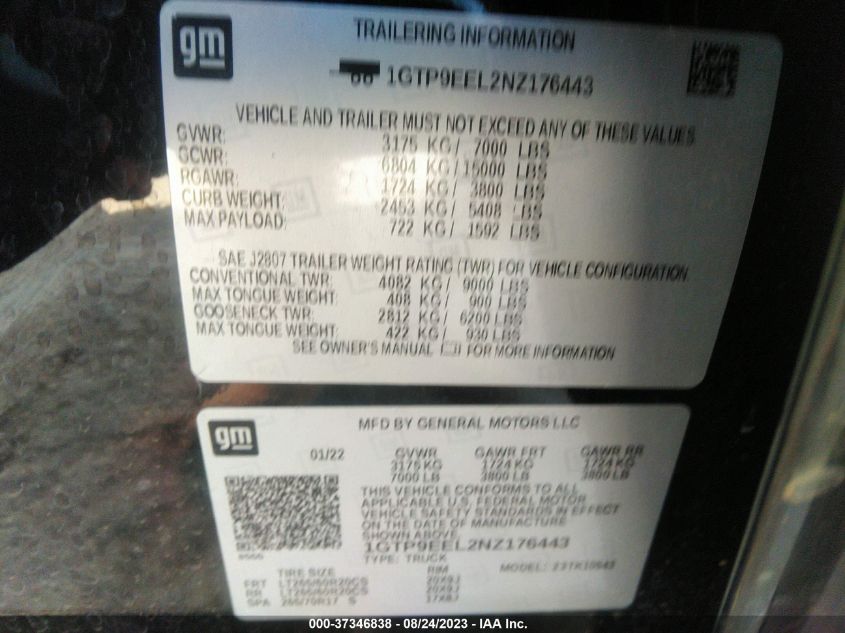 gm
TRAILERING INFORMATION
1GTP9EEL2NZ176443
VEHICLE AND TRAILER MUST NOT EXCEED ANY OF THESE VALUES
GVWR: 3175 KG / 7000 LBS
GCWR: 6804 KG / 15000 LBS
RGAWR: 1724 KG / 3800 LBS
CURB WEIGHT: 2453 KG / 5408 LBS
MAX PAYLOAD: 722 KG / 1592 LBS
SAE J2807 TRAILER WEIGHT RATING (TWR) FOR VEHICLE CONFIGURATION.
CONVENTIONAL TWR: 4082 KG / 9000 LBS
MAX TONGUE WEIGHT: 408 KG / 900 LBS
GOOSENECK TWR: 2812 KG / 6200 LBS
MAX TONGUE WEIGHT: 422 KG / 930 LBS
SEE OWNER'S MANUAL FOR MORE INFORMATION
gm
MFD BY GENERAL MOTORS LLC
01/22 GVWR GAWR FRT GAWR RR
3175 KG 1724 KG 1724 KG
7000 LB 3800 LB 3800 LB
THIS VEHICLE CONFORMS TO ALL
APPLICABLE U.S. FEDERAL MOTOR
VEHICLE SAFETY STANDARDS IN EFFECT
ON THE DATE OF MANUFACTURE
SHOWN ABOVE.
1GTP9EEL2NZ176443
TYPE: TRUCK MODEL:
TIRE SIZE RIM
FRT LT265/60R20CS 20X9J
RR LT265/60R20CS 20X9J
SPA 265/70R17 S 17X8J
000-37346838 - 08/24/2023 - IAA Inc.